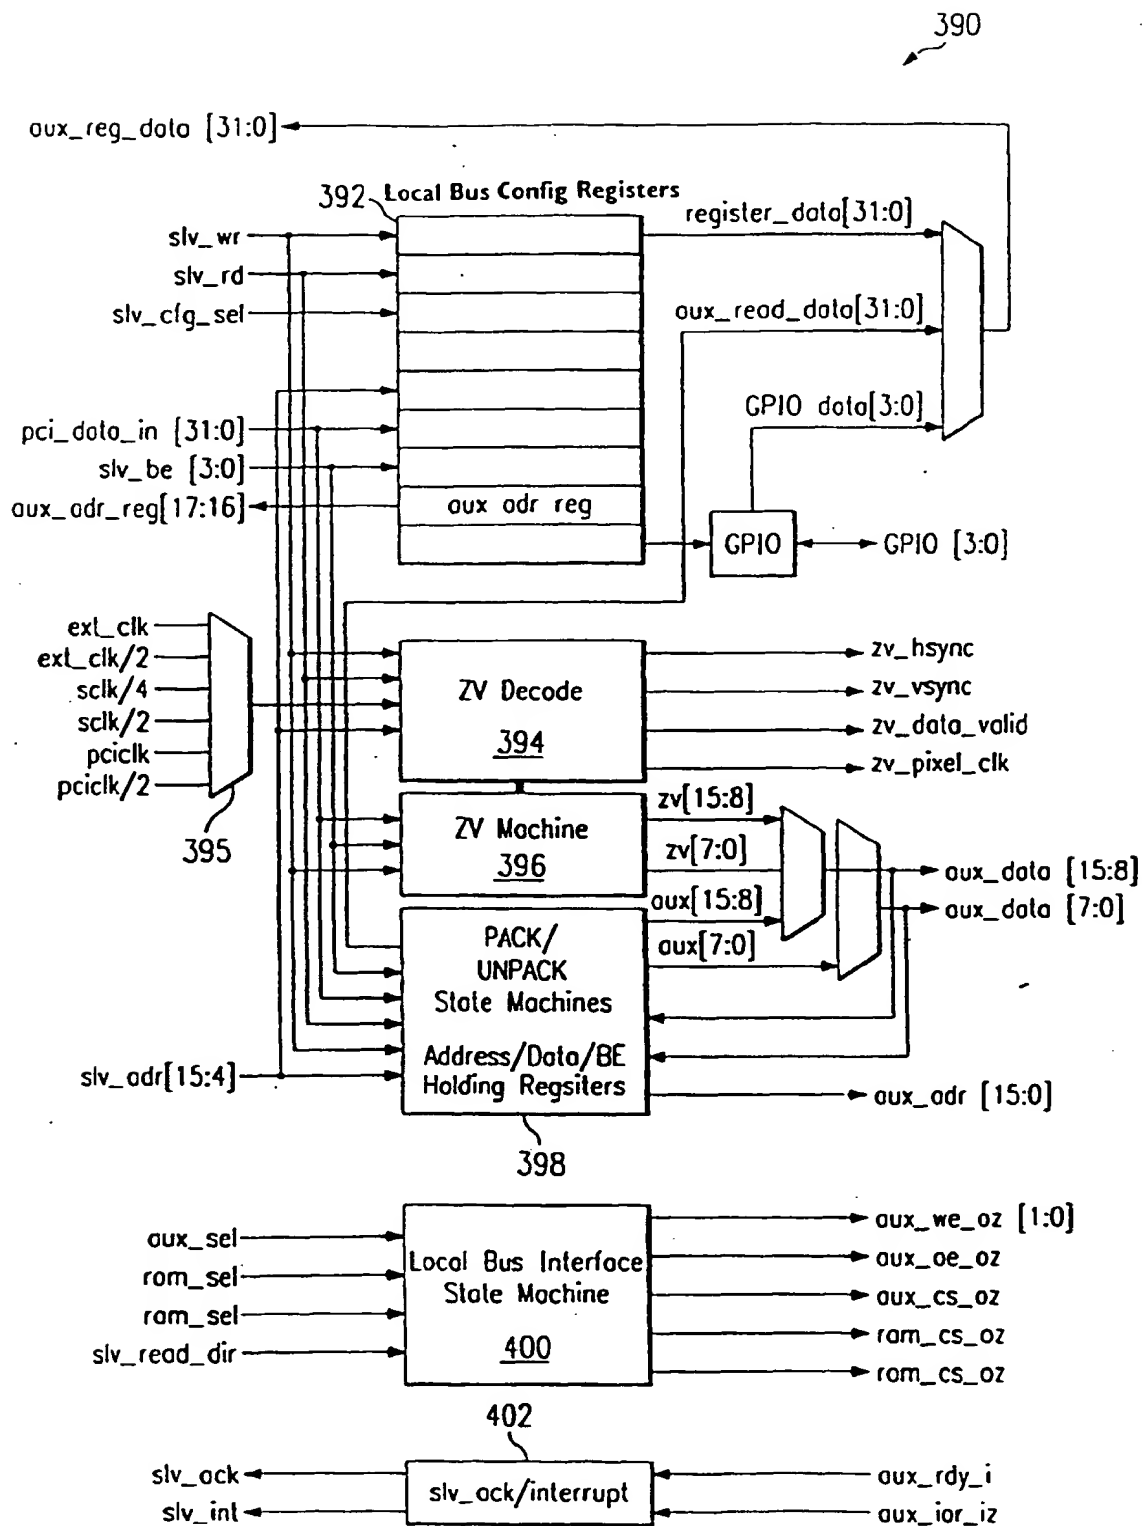 390
aux_reg_data [31:0]
392
Local Bus Config Registers
slv_wr
slv_rd
slv_cfg_sel
pci_data_in [31:0]
slv_be [3:0]
aux_adr_reg[17:16]
aux adr reg
register_data[31:0]
aux_read_data[31:0]
GPIO data[3:0]
GPIO
GPIO [3:0]
ext_clk
ext_clk/2
sclk/4
sclk/2
pciclk
pciclk/2
395
ZV Decode
394
zv_hsync
zv_vsync
zv_data_valid
zv_pixel_clk
ZV Machine
396
zv[15:8]
zv[7:0]
aux[15:8]
aux[7:0]
aux_data [15:8]
aux_data [7:0]
PACK/
UNPACK
State Machines
Address/Data/BE
Holding Regsiters
slv_adr[15:4]
aux_adr [15:0]
398
aux_sel
rom_sel
ram_sel
slv_read_dir
Local Bus Interface
State Machine
400
aux_we_oz [1:0]
aux_oe_oz
aux_cs_oz
ram_cs_oz
rom_cs_oz
402
slv_ack
slv_int
slv_ack/interrupt
aux_rdy_i
aux_ior_iz